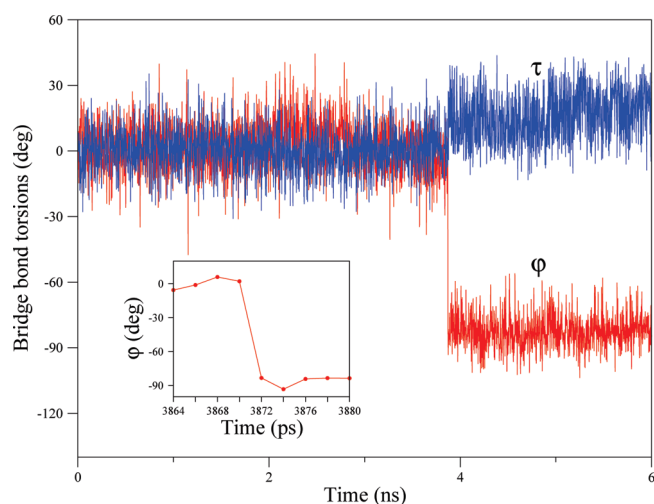 60
30
0
-30
-60
-90
-120
Bridge bond torsions (deg)
τ
φ
0
-30
-60
-90
φ (deg)
3864 3868 3872 3876 3880
Time (ps)
0 2 4 6
Time (ns)